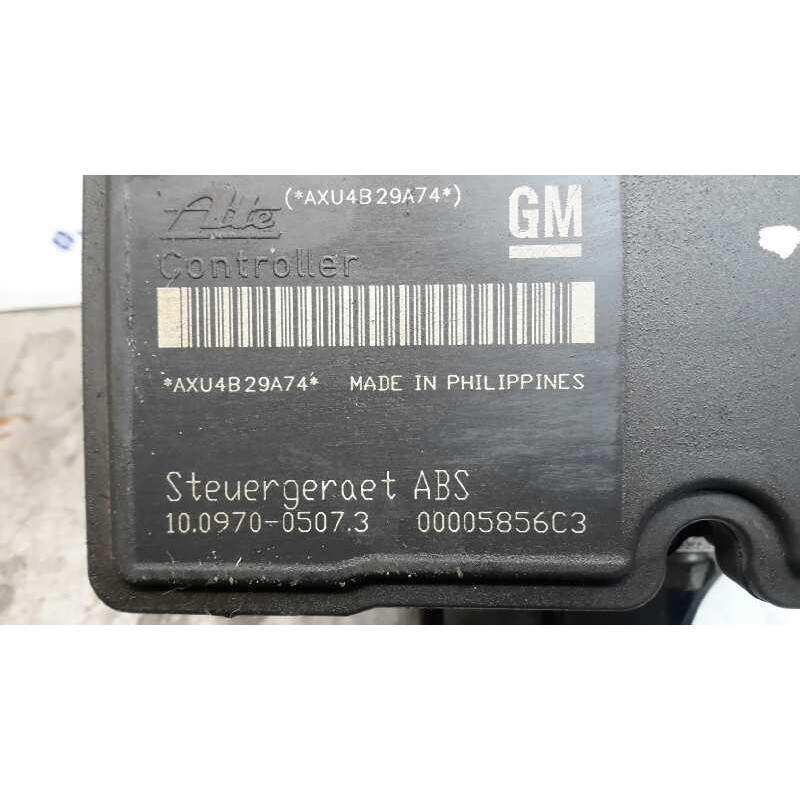 (*AXU4B29A74*)
Ate
GM
Controller
*AXU4B29A74* MADE IN PHILIPPINES
Steuergeraet ABS
10.0970-0507.3 00005856C3